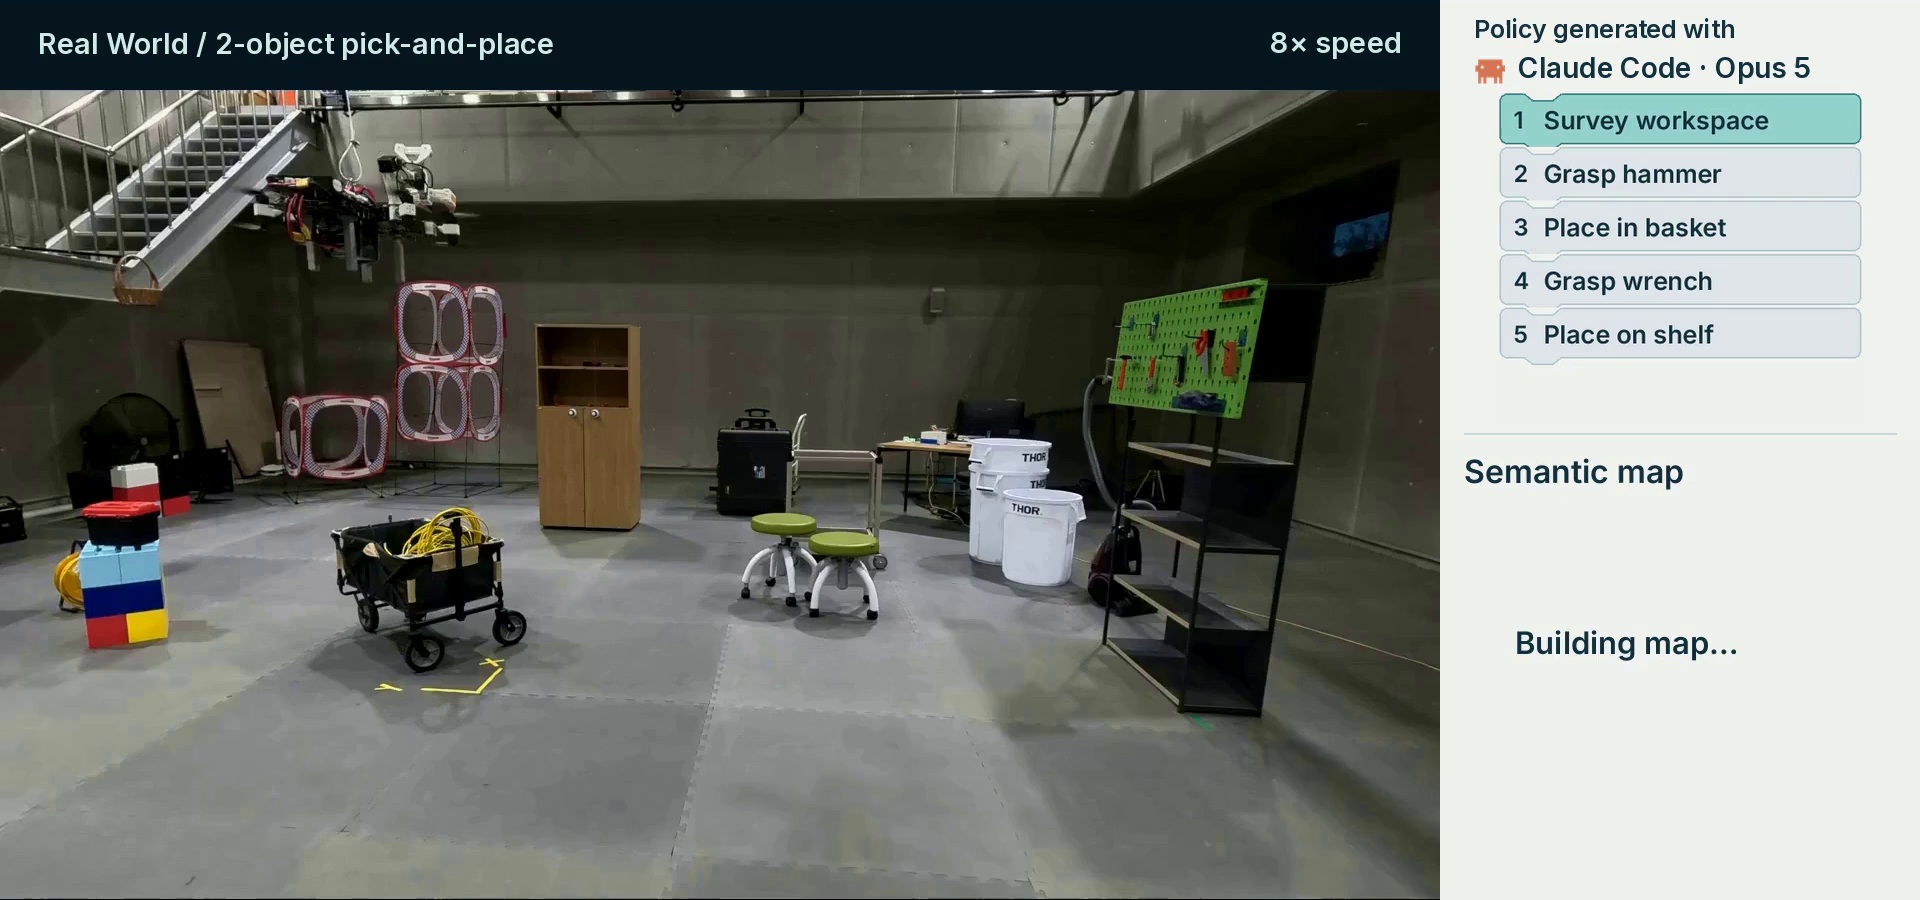 Real World / 2-object pick-and-place
8× speed
Policy generated with
Claude Code · Opus 5
1 Survey workspace
2 Grasp hammer
3 Place in basket
4 Grasp wrench
5 Place on shelf
Semantic map
Building map...
THOR
THOR
THOR.